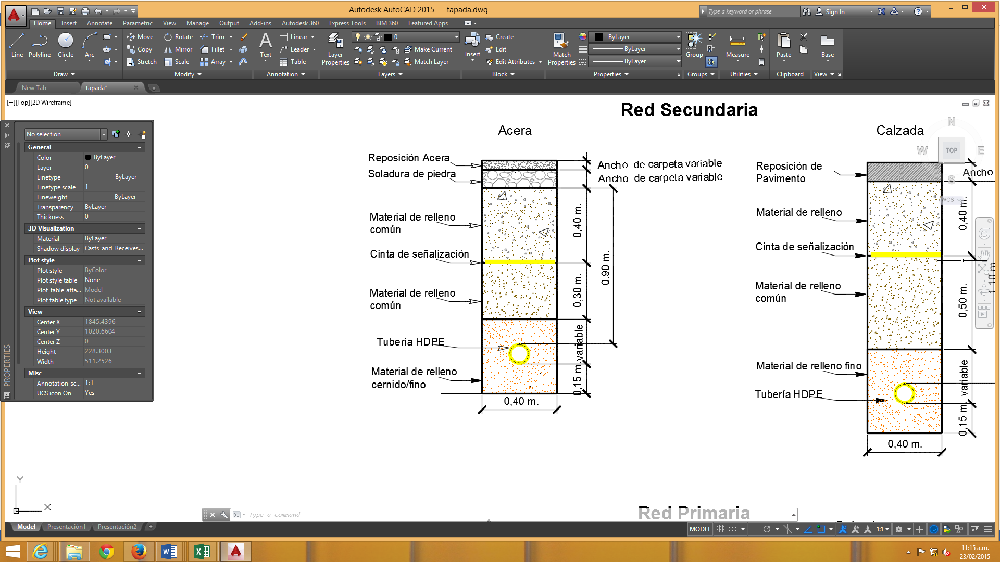 Autodesk AutoCAD 2015 tapada.dwg
Type a keyword or phrase
Sign In
Home Insert Annotate Parametric View Manage Output Add-ins Autodesk 360 Express Tools BIM 360 Featured Apps
Line Polyline Circle Arc
Move Rotate Trim
Copy Mirror Fillet
Stretch Scale Array
Text
Linear
Leader
Table
Layer
Properties
0
Make Current
Match Layer
Insert
Create
Edit
Edit Attributes
Match
Properties
ByLayer
ByLayer
ByLayer
Group
Measure
Paste
Base
Draw Modify Annotation Layers Block Properties Groups Utilities Clipboard View
New Tab tapada*
[−][Top][2D Wireframe]
No selection
General
Color ByLayer
Layer 0
Linetype ByLayer
Linetype scale 1
Lineweight ByLayer
Transparency ByLayer
Thickness 0
3D Visualization
Material ByLayer
Shadow display Casts and Receives...
Plot style
Plot style ByColor
Plot style table None
Plot table atta... Model
Plot table type Not available
View
Center X 1845.4396
Center Y 1020.6604
Center Z 0
Height 228.3003
Width 511.2526
Misc
Annotation sc... 1:1
UCS icon On Yes
PROPERTIES
Red Secundaria
Acera
Reposición Acera
Soladura de piedra
Ancho de carpeta variable
Ancho de carpeta variable
Material de relleno
común
Cinta de señalización
Material de relleno
común
Tubería HDPE
Material de relleno
cernido/fino
0,40 m.
0,30 m.
0.90 m.
variable
0,15 m.
0,40 m.
Calzada
Reposición de
Pavimento
Ancho
Material de relleno
Cinta de señalización
Material de relleno
común
Material de relleno fino
Tubería HDPE
0,40 m.
0,50 m.
variable
0,15 m.
0,40 m.
N
W TOP E
S
WCS
Y
X
Red Primaria
Type a command
Model Presentación1 Presentación2
MODEL
1:1
11:15 a.m.
23/02/2015